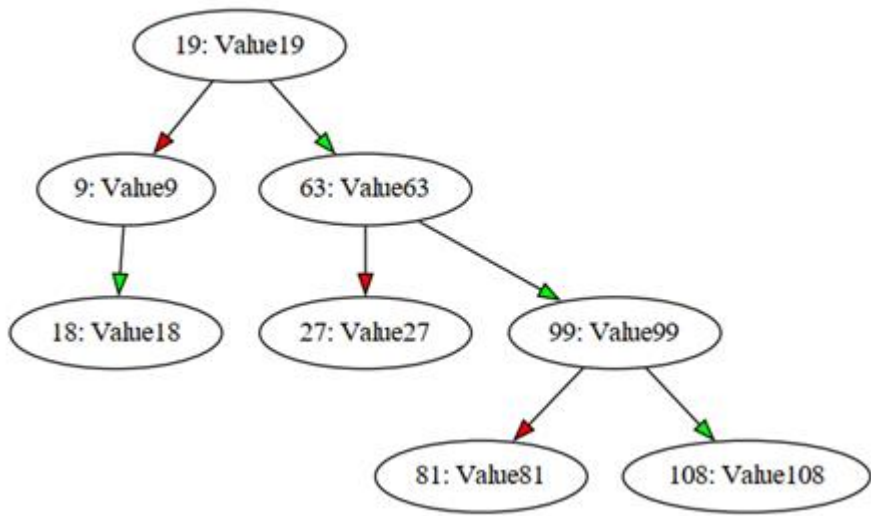 19: Value19
9: Value9
63: Value63
18: Value18
27: Value27
99: Value99
81: Value81
108: Value108